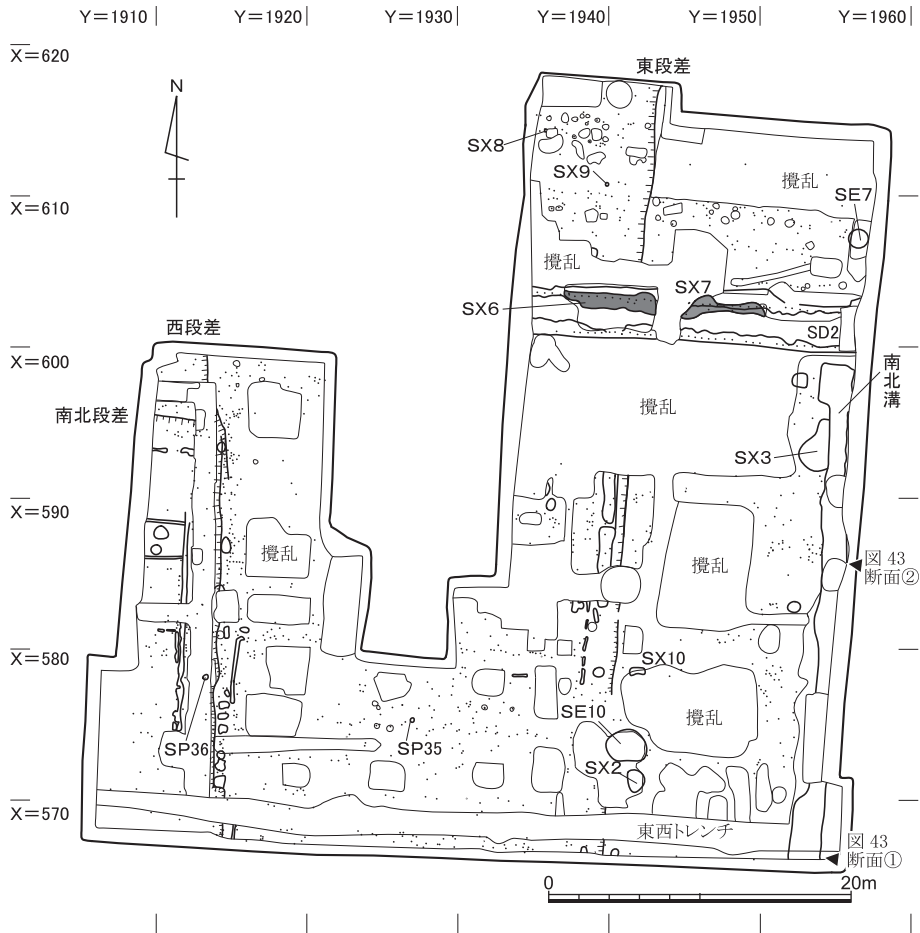 Y=1910
Y=1920
Y=1930
Y=1940
Y=1950
Y=1960
X=620
東段差
N
SX8
SX9
攪乱
SE7
X=610
攪乱
SX7
SX6
SD2
西段差
X=600
南北溝
南北段差
攪乱
SX3
X=590
攪乱
攪乱
図 43
断面②
X=580
SX10
SE10
攪乱
SP36
SP35
SX2
X=570
東西トレンチ
図 43
断面①
0
20m